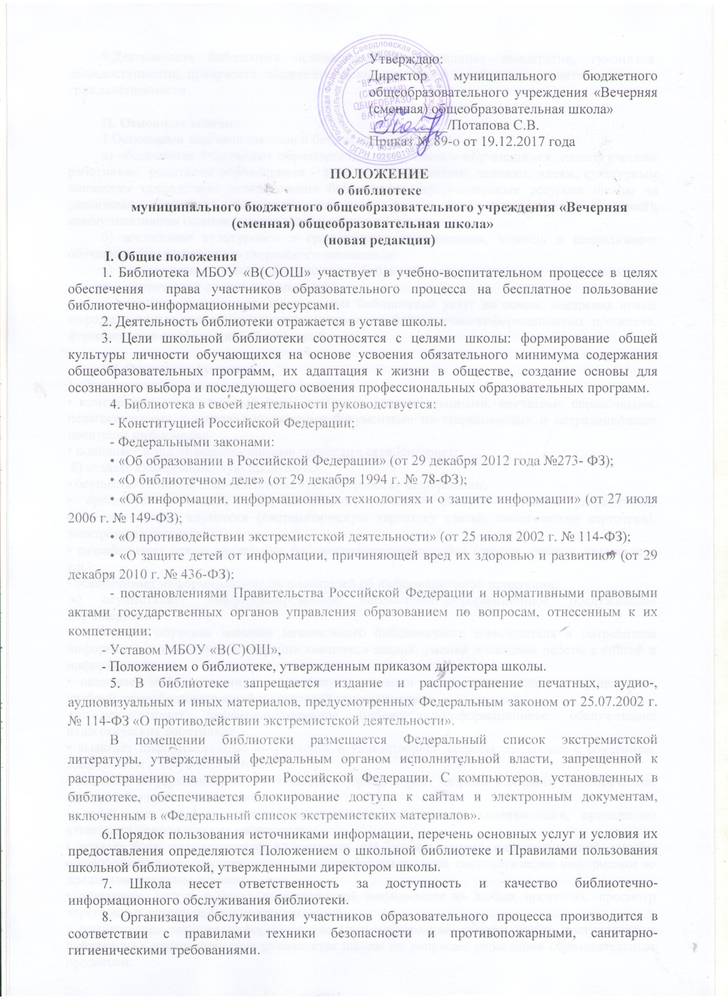 Утверждаю:
Директор муниципального бюджетного
общеобразовательного учреждения «Вечерняя
(сменная) общеобразовательная школа»
/Потапова С.В.
Приказ № 89-о от 19.12.2017 года
"ВЕЧЕРНЯЯ
(СМЕННАЯ)
ОБЩЕОБРАЗО-
ВАТЕЛЬНАЯ
ШКОЛА"
ПОЛОЖЕНИЕ
о библиотеке
муниципального бюджетного общеобразовательного учреждения «Вечерняя
(сменная) общеобразовательная школа»
(новая редакция)
I. Общие положения
1. Библиотека МБОУ «В(С)ОШ» участвует в учебно-воспитательном процессе в целях
обеспечения права участников образовательного процесса на бесплатное пользование
библиотечно-информационными ресурсами.
2. Деятельность библиотеки отражается в уставе школы.
3. Цели школьной библиотеки соотносятся с целями школы: формирование общей
культуры личности обучающихся на основе усвоения обязательного минимума содержания
общеобразовательных программ, их адаптация к жизни в обществе, создание основы для
осознанного выбора и последующего освоения профессиональных образовательных программ.
4. Библиотека в своей деятельности руководствуется:
- Конституцией Российской Федерации;
- Федеральными законами:
• «Об образовании в Российской Федерации» (от 29 декабря 2012 года №273- ФЗ);
• «О библиотечном деле» (от 29 декабря 1994 г. № 78-ФЗ);
• «Об информации, информационных технологиях и о защите информации» (от 27 июля
2006 г. № 149-ФЗ);
• «О противодействии экстремистской деятельности» (от 25 июля 2002 г. № 114-ФЗ);
• «О защите детей от информации, причиняющей вред их здоровью и развитию» (от 29
декабря 2010 г. № 436-ФЗ);
- постановлениями Правительства Российской Федерации и нормативными правовыми
актами государственных органов управления образованием по вопросам, отнесенным к их
компетенции;
- Уставом МБОУ «В(С)ОШ»,
- Положением о библиотеке, утвержденным приказом директора школы.
5. В библиотеке запрещается издание и распространение печатных, аудио-,
аудиовизуальных и иных материалов, предусмотренных Федеральным законом от 25.07.2002 г.
№ 114-ФЗ «О противодействии экстремистской деятельности».
В помещении библиотеки размещается Федеральный список экстремистской
литературы, утвержденный федеральным органом исполнительной власти, запрещенной к
распространению на территории Российской Федерации. С компьютеров, установленных в
библиотеке, обеспечивается блокирование доступа к сайтам и электронным документам,
включенным в «Федеральный список экстремистских материалов».
6.Порядок пользования источниками информации, перечень основных услуг и условия их
предоставления определяются Положением о школьной библиотеке и Правилами пользования
школьной библиотекой, утвержденными директором школы.
7. Школа несет ответственность за доступность и качество библиотечно-
информационного обслуживания библиотеки.
8. Организация обслуживания участников образовательного процесса производится в
соответствии с правилами техники безопасности и противопожарными, санитарно-
гигиеническими требованиями.